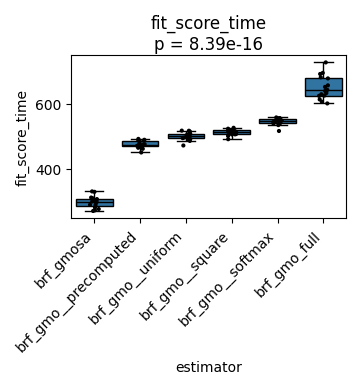 fit_score_time
p = 8.39e-16
fit_score_time
600
400
brf_gmosa
brf_gmo__precomputed
brf_gmo__uniform
brf_gmo__square
brf_gmo__softmax
brf_gmo_full
estimator